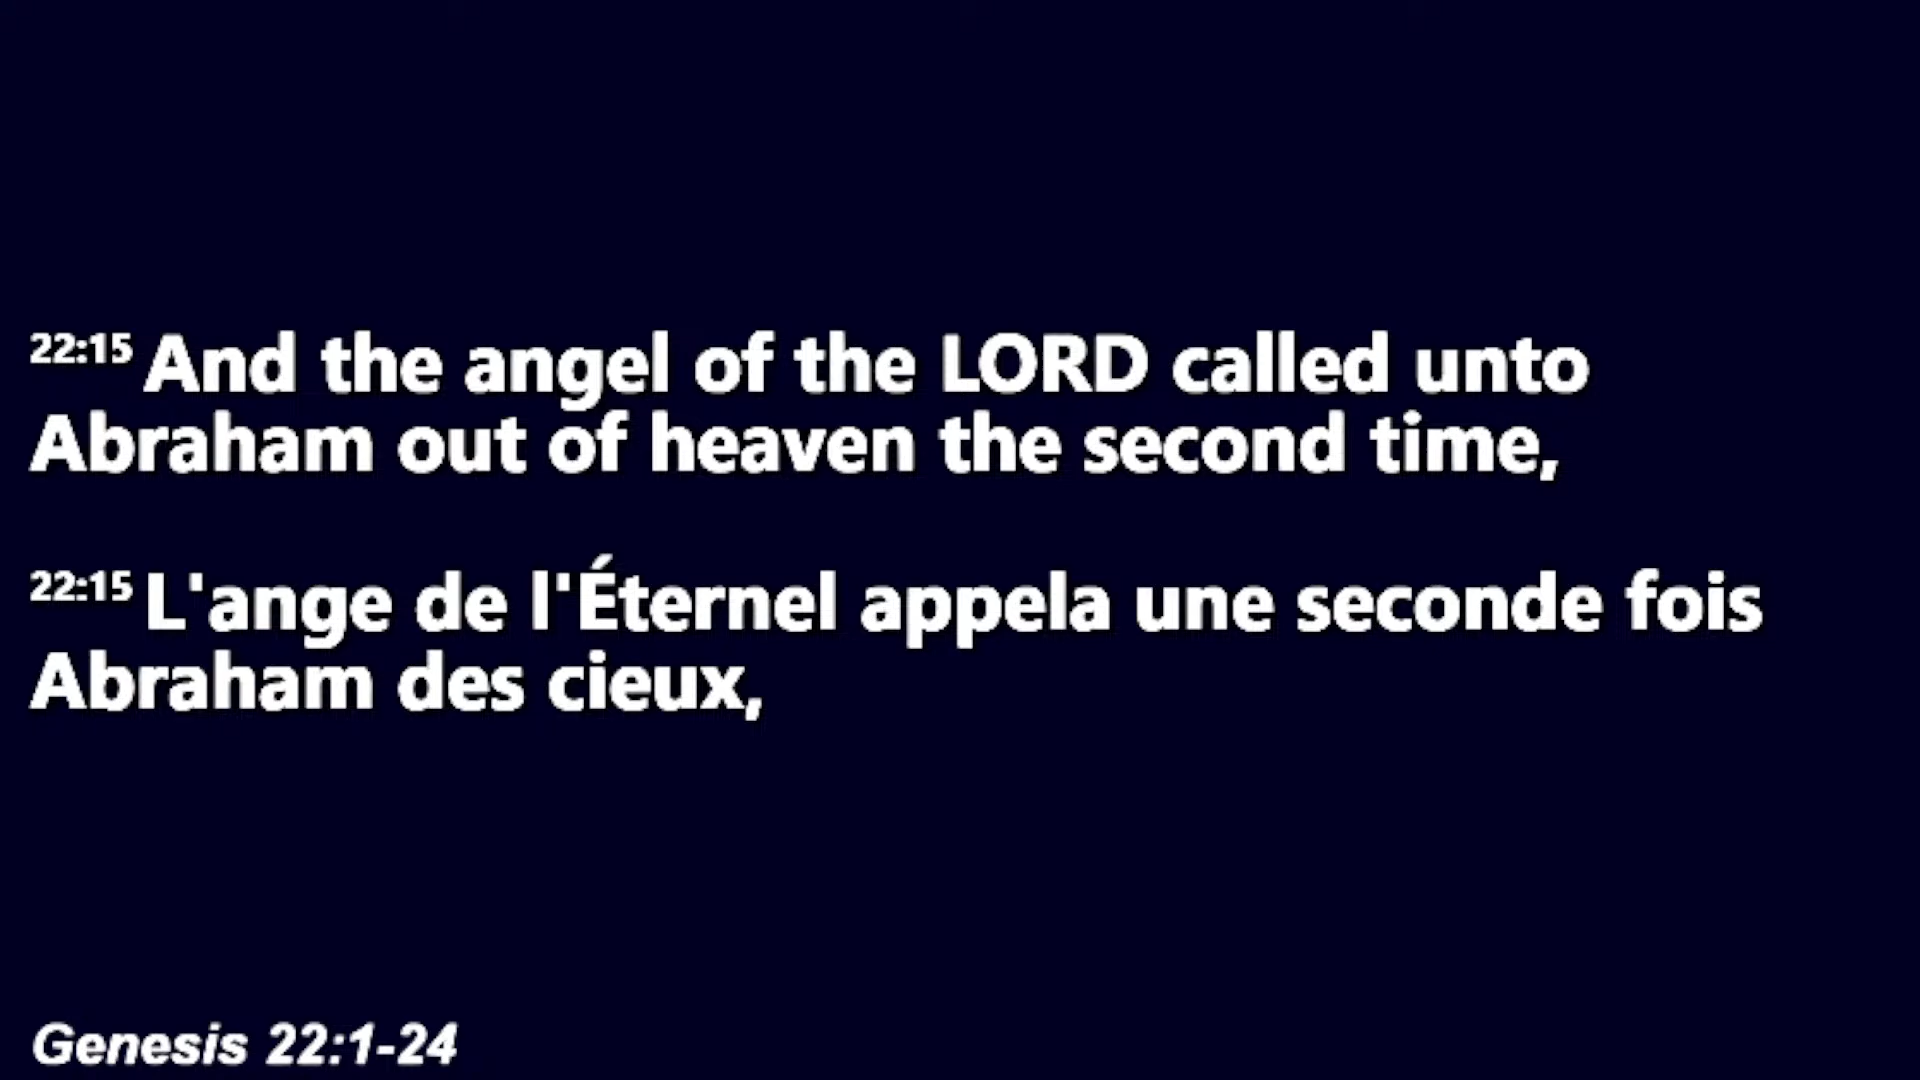 22:15 And the angel of the LORD called unto
Abraham out of heaven the second time,
22:15 L'ange de l'Éternel appela une seconde fois
Abraham des cieux,
Genesis 22:1-24